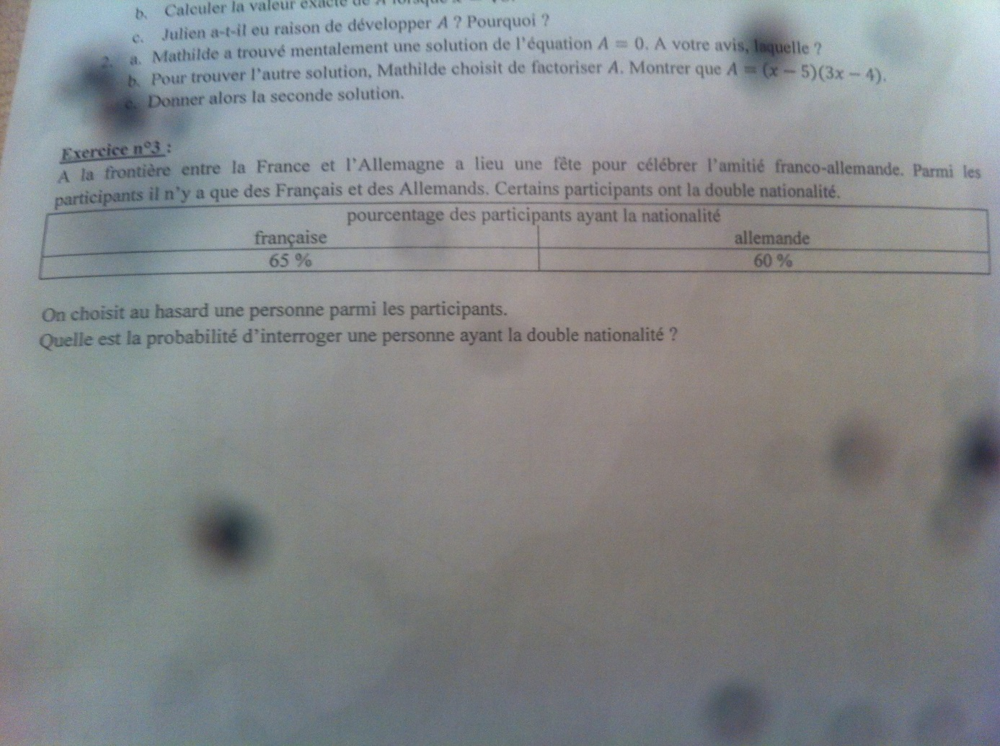 b. Calculer la valeur exacte de A lorsque
c. Julien a-t-il eu raison de développer A ? Pourquoi ?
2. a. Mathilde a trouvé mentalement une solution de l'équation A = 0. A votre avis, laquelle ?
b. Pour trouver l'autre solution, Mathilde choisit de factoriser A. Montrer que A = (x − 5)(3x − 4).
c. Donner alors la seconde solution.
Exercice n°3 :
A la frontière entre la France et l'Allemagne a lieu une fête pour célébrer l'amitié franco-allemande. Parmi les
participants il n'y a que des Français et des Allemands. Certains participants ont la double nationalité.
pourcentage des participants ayant la nationalité
française allemande
65 % 60 %
On choisit au hasard une personne parmi les participants.
Quelle est la probabilité d'interroger une personne ayant la double nationalité ?